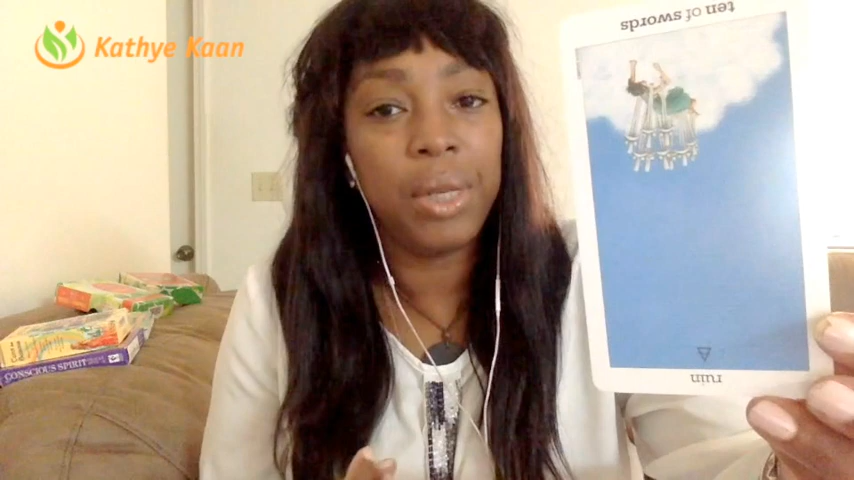 Kathye Kaan
ten of swords
ruin
CONSCIOUS SPIRIT